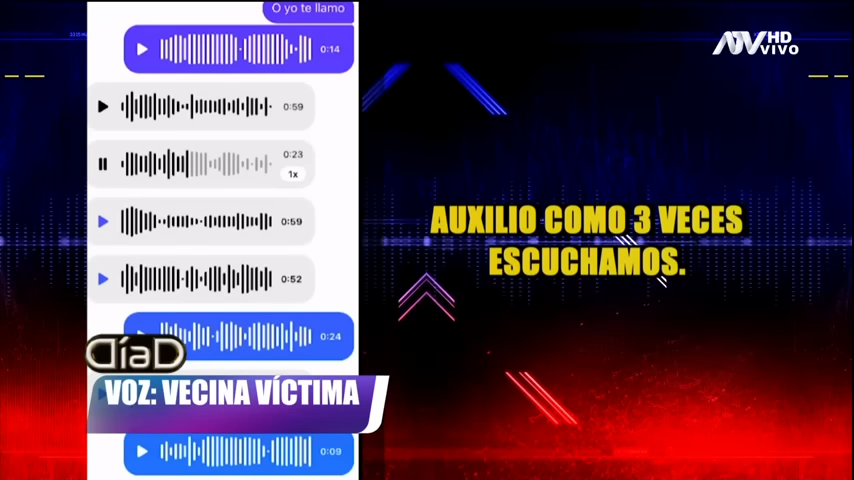 O yo te llamo
0:14
0:59
0:23
1x
0:59
0:52
0:24
0:09
ATV HD
VIVO
AUXILIO COMO 3 VECES
ESCUCHAMOS.
DíaD
VOZ: VECINA VÍCTIMA